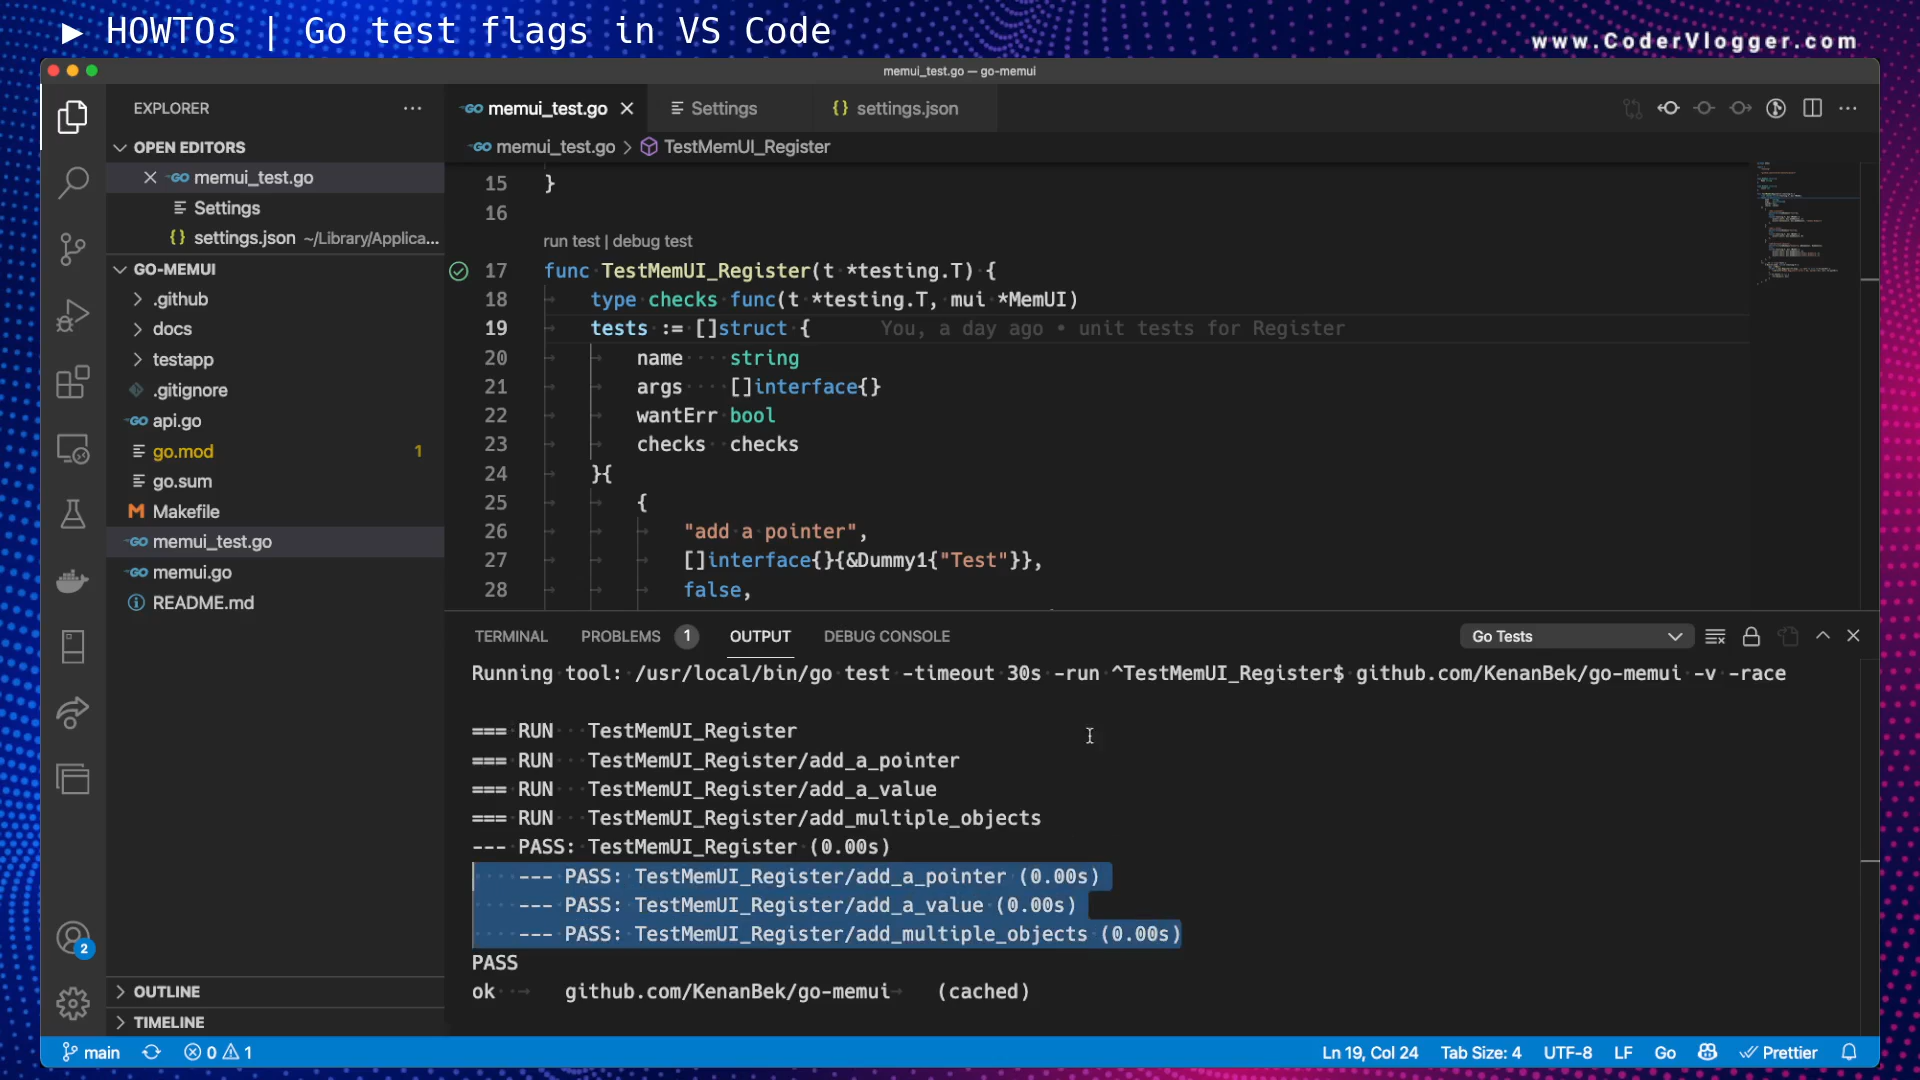 ▶ HOWTOs | Go test flags in VS Code
www.CoderVlogger.com
memui_test.go — go-memui
EXPLORER
OPEN EDITORS
memui_test.go
Settings
settings.json ~/Library/Applica...
GO-MEMUI
.github
docs
testapp
.gitignore
api.go
go.mod 1
go.sum
Makefile
memui_test.go
memui.go
README.md
OUTLINE
TIMELINE
2
memui_test.go
Settings
{} settings.json
memui_test.go > TestMemUI_Register
15 }
16
run test | debug test
17 func TestMemUI_Register(t *testing.T) {
18 type checks func(t *testing.T, mui *MemUI)
19 tests := []struct { You, a day ago • unit tests for Register
20 name string
21 args []interface{}
22 wantErr bool
23 checks checks
24 }{
25 {
26 "add a pointer",
27 []interface{}{&Dummy1{"Test"}},
28 false,
TERMINAL PROBLEMS 1 OUTPUT DEBUG CONSOLE Go Tests
Running tool: /usr/local/bin/go test -timeout 30s -run ^TestMemUI_Register$ github.com/KenanBek/go-memui -v -race
=== RUN TestMemUI_Register
=== RUN TestMemUI_Register/add_a_pointer
=== RUN TestMemUI_Register/add_a_value
=== RUN TestMemUI_Register/add_multiple_objects
--- PASS: TestMemUI_Register (0.00s)
--- PASS: TestMemUI_Register/add_a_pointer (0.00s)
--- PASS: TestMemUI_Register/add_a_value (0.00s)
--- PASS: TestMemUI_Register/add_multiple_objects (0.00s)
PASS
ok github.com/KenanBek/go-memui (cached)
main 0 1 Ln 19, Col 24 Tab Size: 4 UTF-8 LF Go Prettier